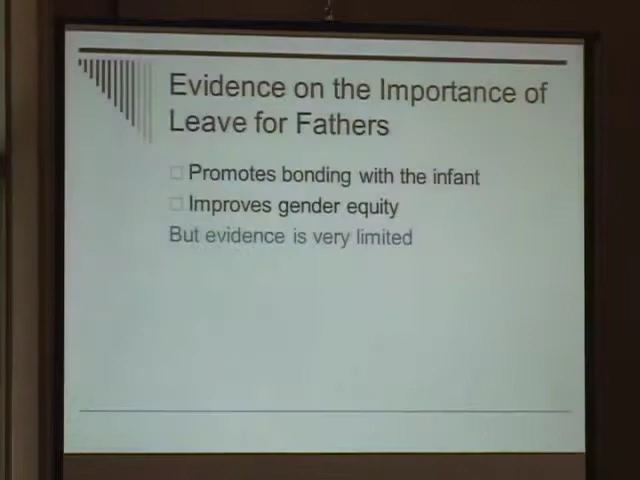 Evidence on the Importance of
Leave for Fathers
Promotes bonding with the infant
Improves gender equity
But evidence is very limited